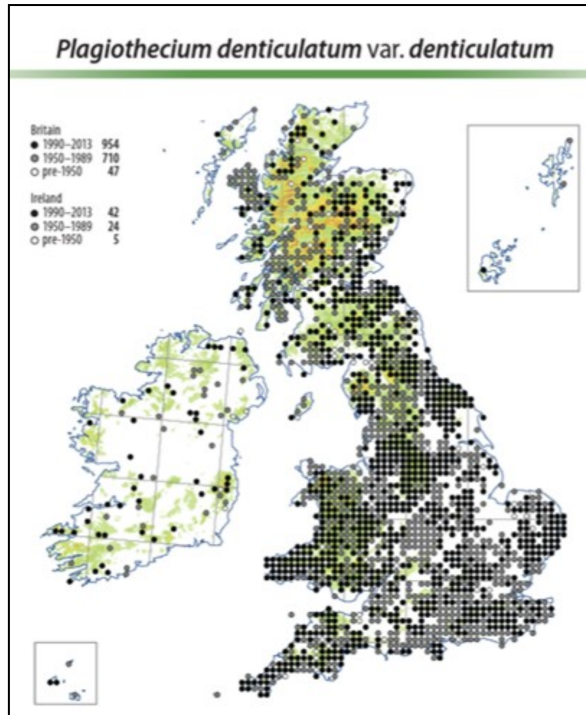 Plagiothecium denticulatum var. denticulatum
Britain
1990–2013 954
1950–1989 710
pre-1950 47
Ireland
1990–2013 42
1950–1989 24
pre-1950 5